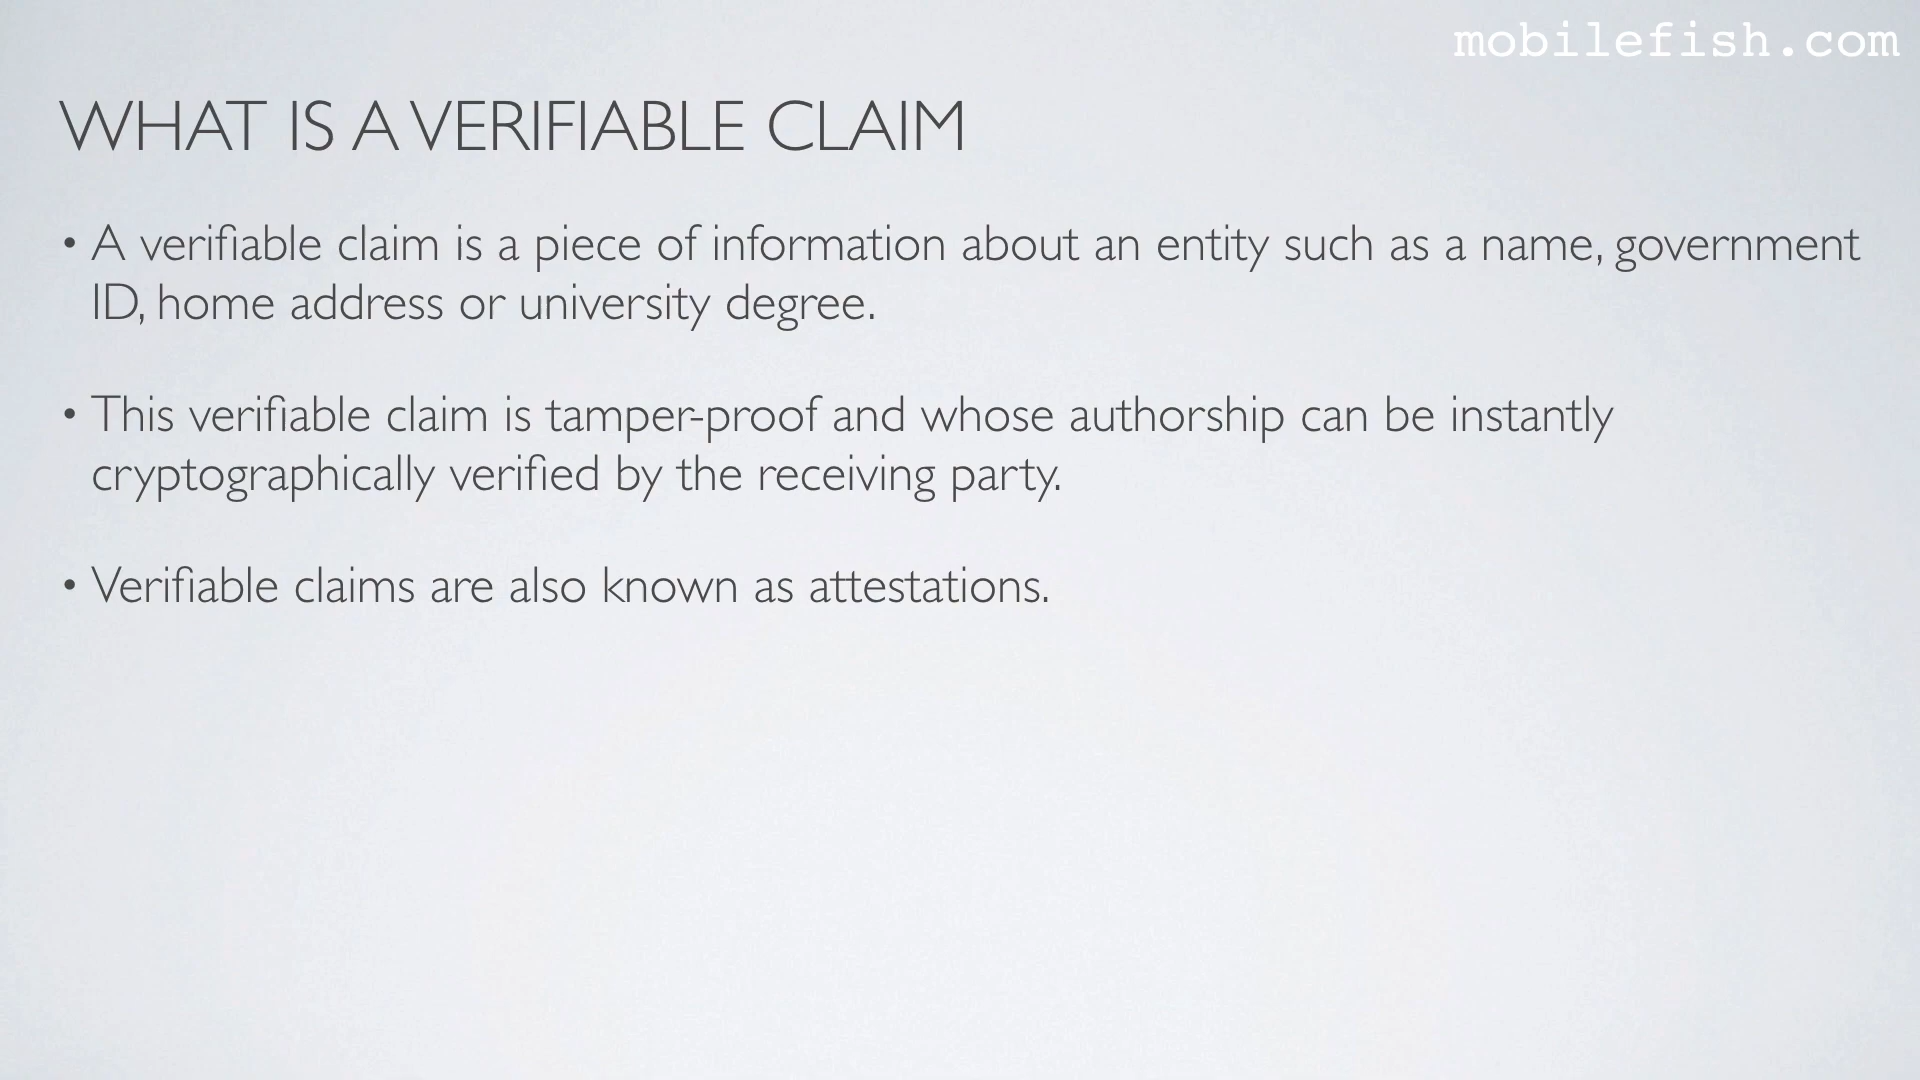 mobilefish.com
WHAT IS A VERIFIABLE CLAIM
• A verifiable claim is a piece of information about an entity such as a name, government
ID, home address or university degree.
• This verifiable claim is tamper-proof and whose authorship can be instantly
cryptographically verified by the receiving party.
• Verifiable claims are also known as attestations.